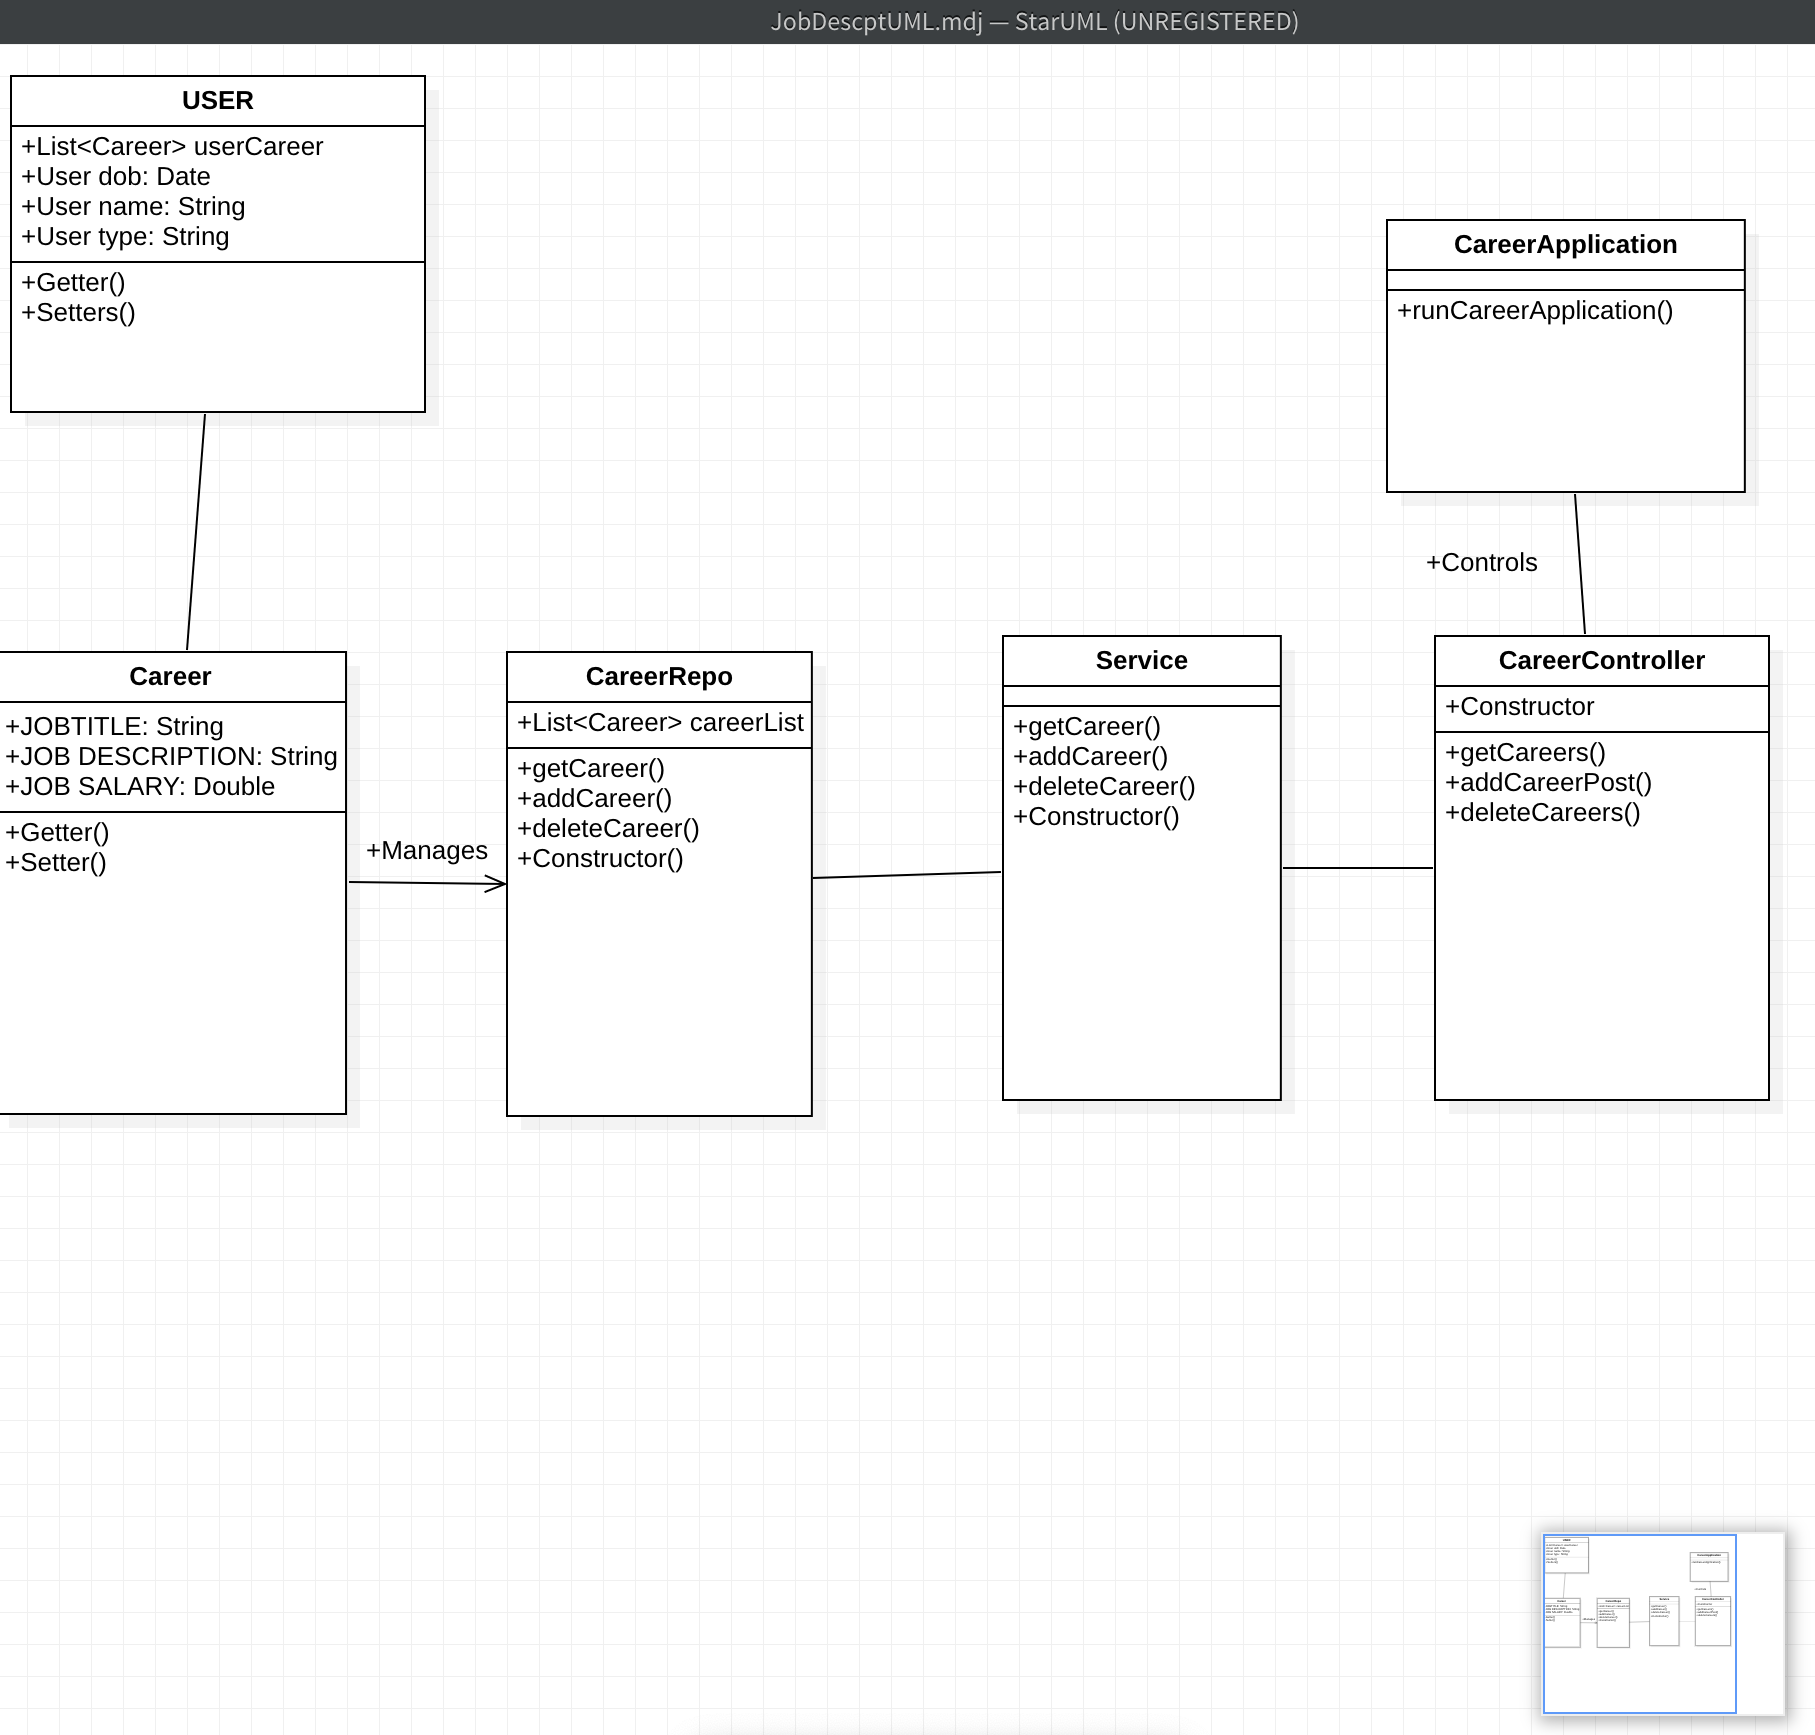 JobDescptUML.mdj — StarUML (UNREGISTERED)
USER
+List<Career> userCareer
+User dob: Date
+User name: String
+User type: String
+Getter()
+Setters()
CareerApplication
+runCareerApplication()
+Controls
Career
+JOBTITLE: String
+JOB DESCRIPTION: String
+JOB SALARY: Double
+Getter()
+Setter()
+Manages
CareerRepo
+List<Career> careerList
+getCareer()
+addCareer()
+deleteCareer()
+Constructor()
Service
+getCareer()
+addCareer()
+deleteCareer()
+Constructor()
CareerController
+Constructor
+getCareers()
+addCareerPost()
+deleteCareers()